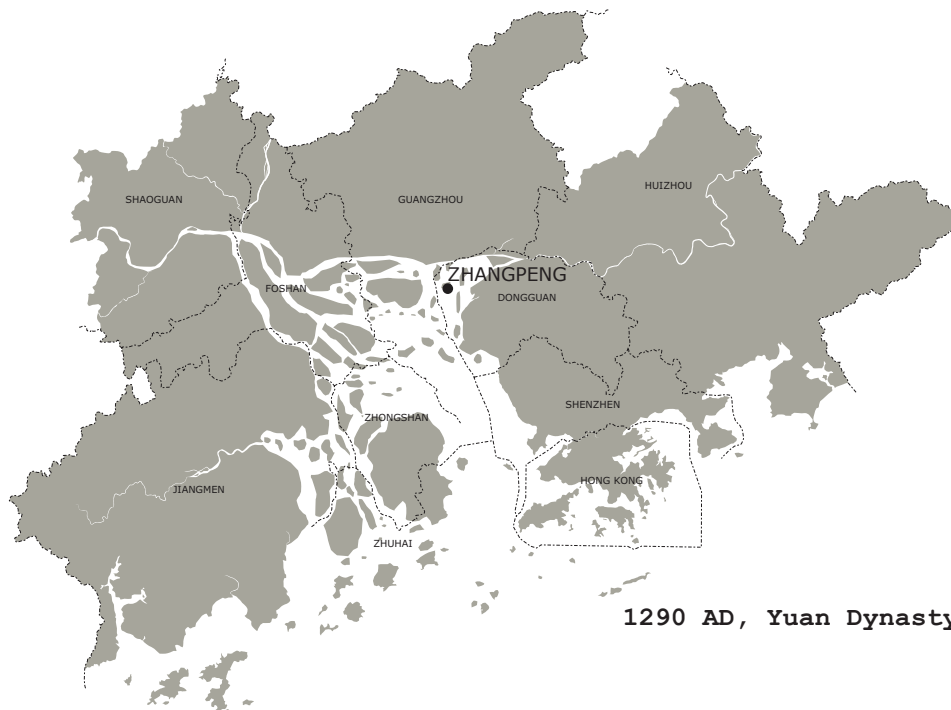 HUIZHOU
SHAOGUAN
GUANGZHOU
ZHANGPENG
FOSHAN
DONGGUAN
SHENZHEN
ZHONGSHAN
HONG KONG
JIANGMEN
ZHUHAI
1290 AD, Yuan Dynasty